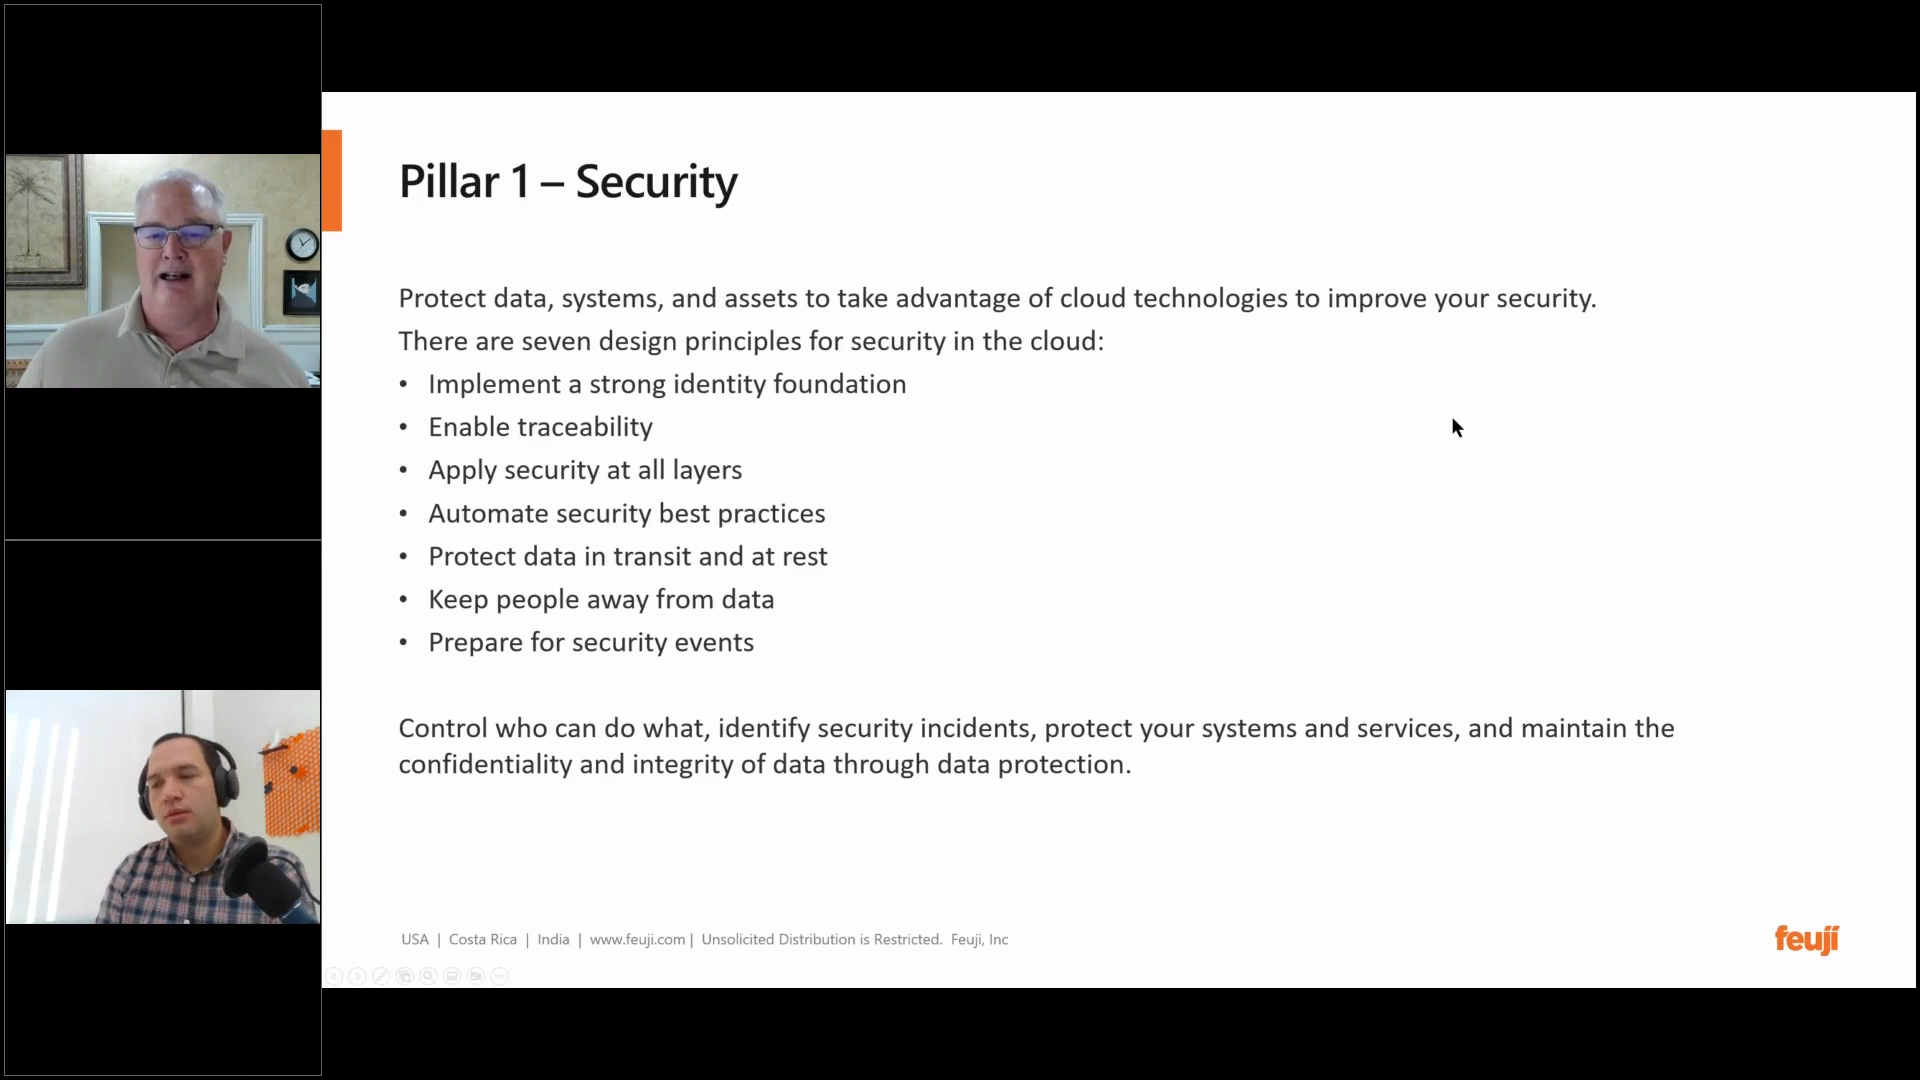 Pillar 1 – Security
Protect data, systems, and assets to take advantage of cloud technologies to improve your security.
There are seven design principles for security in the cloud:
• Implement a strong identity foundation
• Enable traceability
• Apply security at all layers
• Automate security best practices
• Protect data in transit and at rest
• Keep people away from data
• Prepare for security events
Control who can do what, identify security incidents, protect your systems and services, and maintain the
confidentiality and integrity of data through data protection.
USA | Costa Rica | India | www.feuji.com | Unsolicited Distribution is Restricted. Feuji, Inc
feuji